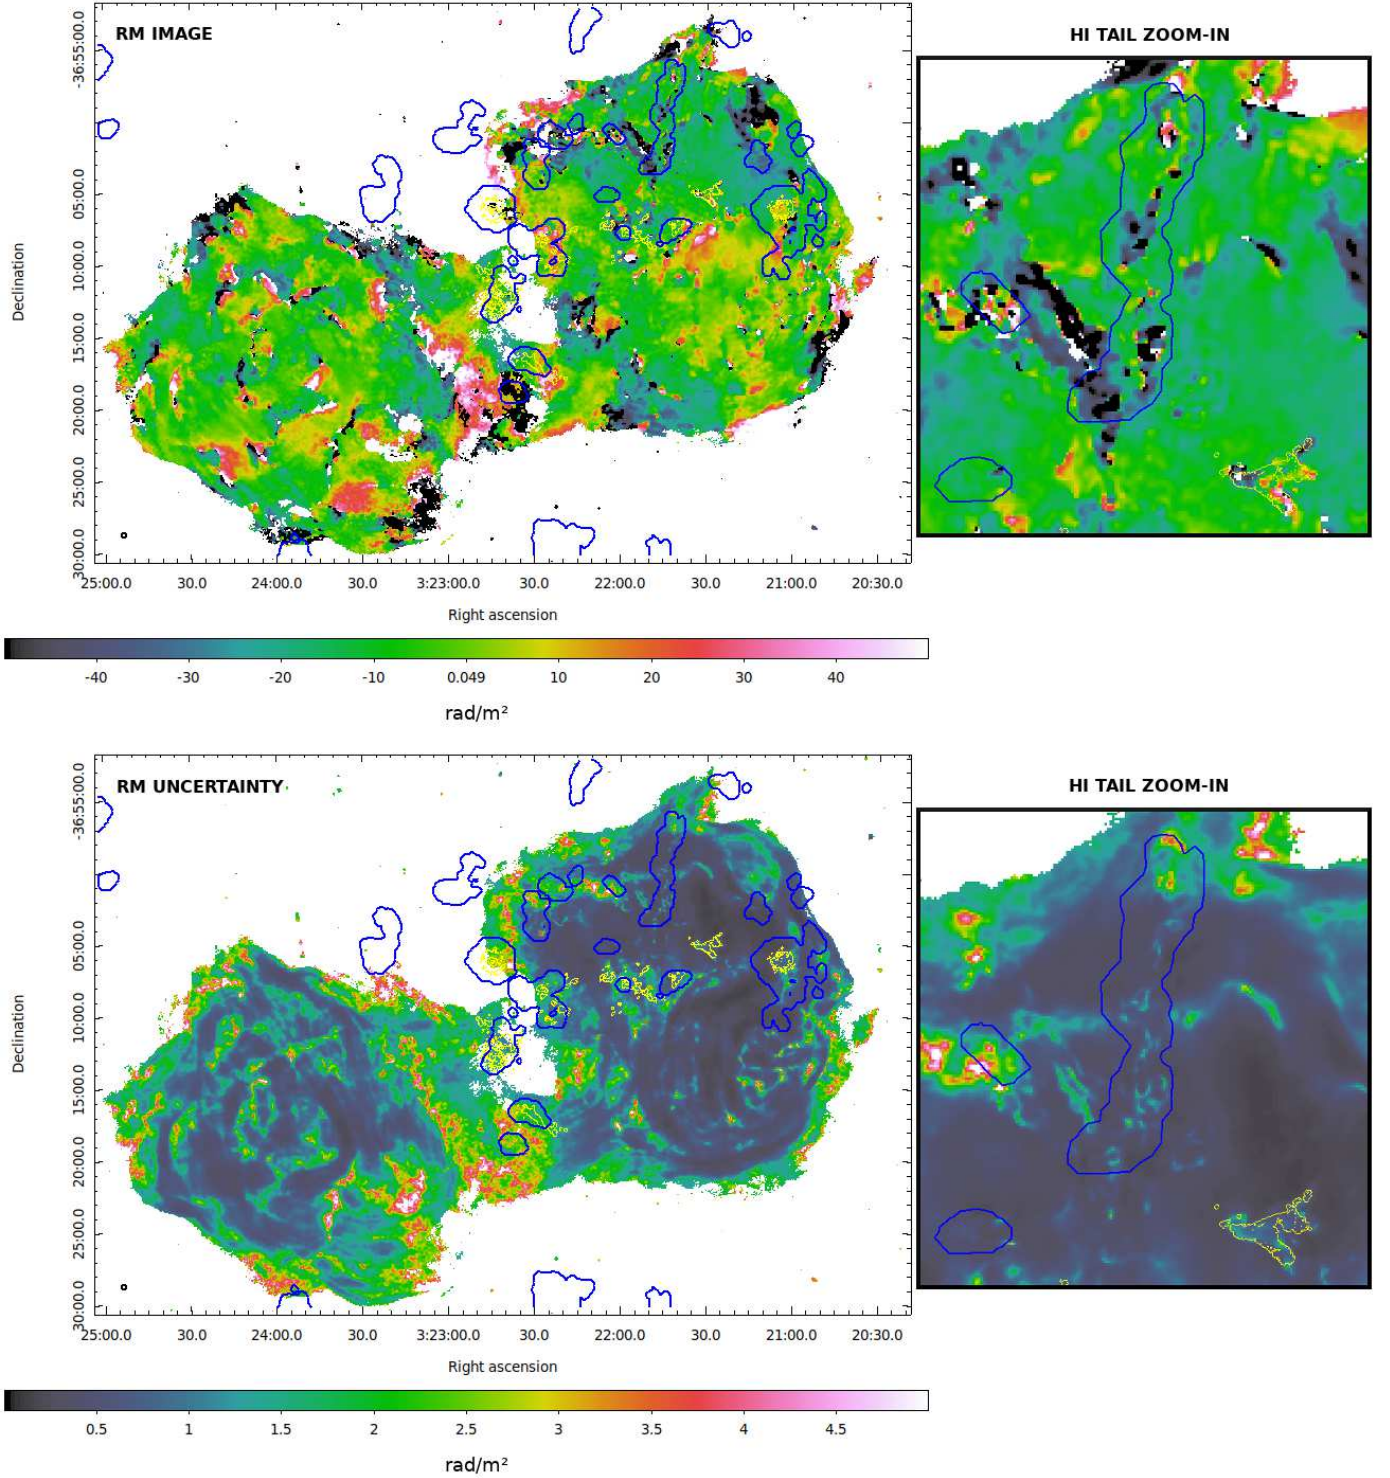 RM IMAGE
HI TAIL ZOOM-IN
Declination
-36:55:00.0
05:00.0
10:00.0
15:00.0
20:00.0
25:00.0
30:00.0
25:00.0 30.0 24:00.0 30.0 3:23:00.0 30.0 22:00.0 30.0 21:00.0 20:30.0
Right ascension
-40 -30 -20 -10 0.049 10 20 30 40
rad/m²
RM UNCERTAINTY
HI TAIL ZOOM-IN
Declination
-36:55:00.0
05:00.0
10:00.0
15:00.0
20:00.0
25:00.0
30:00.0
25:00.0 30.0 24:00.0 30.0 3:23:00.0 30.0 22:00.0 30.0 21:00.0 20:30.0
Right ascension
0.5 1 1.5 2 2.5 3 3.5 4 4.5
rad/m²